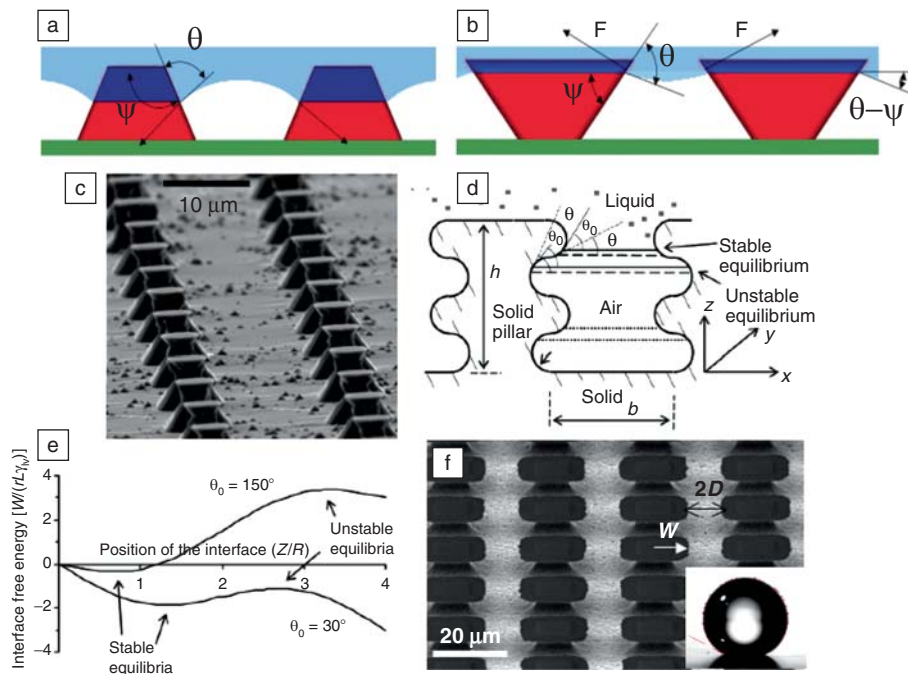 a
θ
ψ
b
F
F
θ
ψ
θ–ψ
c
10 μm
d
Liquid
θ
θ0
θ0
θ
Stable
equilibrium
h
Solid
pillar
Air
Unstable
equilibrium
z
y
x
Solid
b
e
Interface free energy [W/(rLγlv)]
4
2
0
−2
−4
θ0 = 150°
Unstable
equilibria
Position of the interface (Z/R)
1
2
3
4
Stable
equilibria
θ0 = 30°
f
2D
W
20 μm